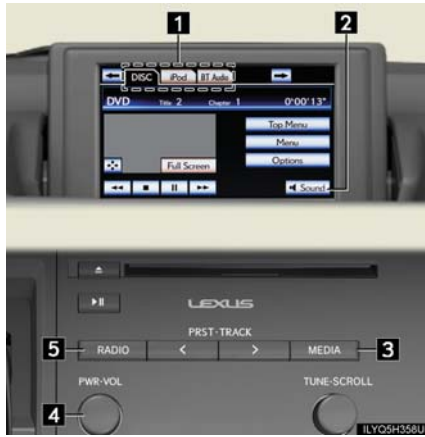 1
2
DISC iPod BT Audio
DVD Title 2 Chapter 1 0:00'13"
Top Menu
Menu
Full Screen Options
Sound
LEXUS
PRST-TRACK
5 RADIO < > MEDIA 3
PWR-VOL TUNE-SCROLL
4
ILYQ5H358U